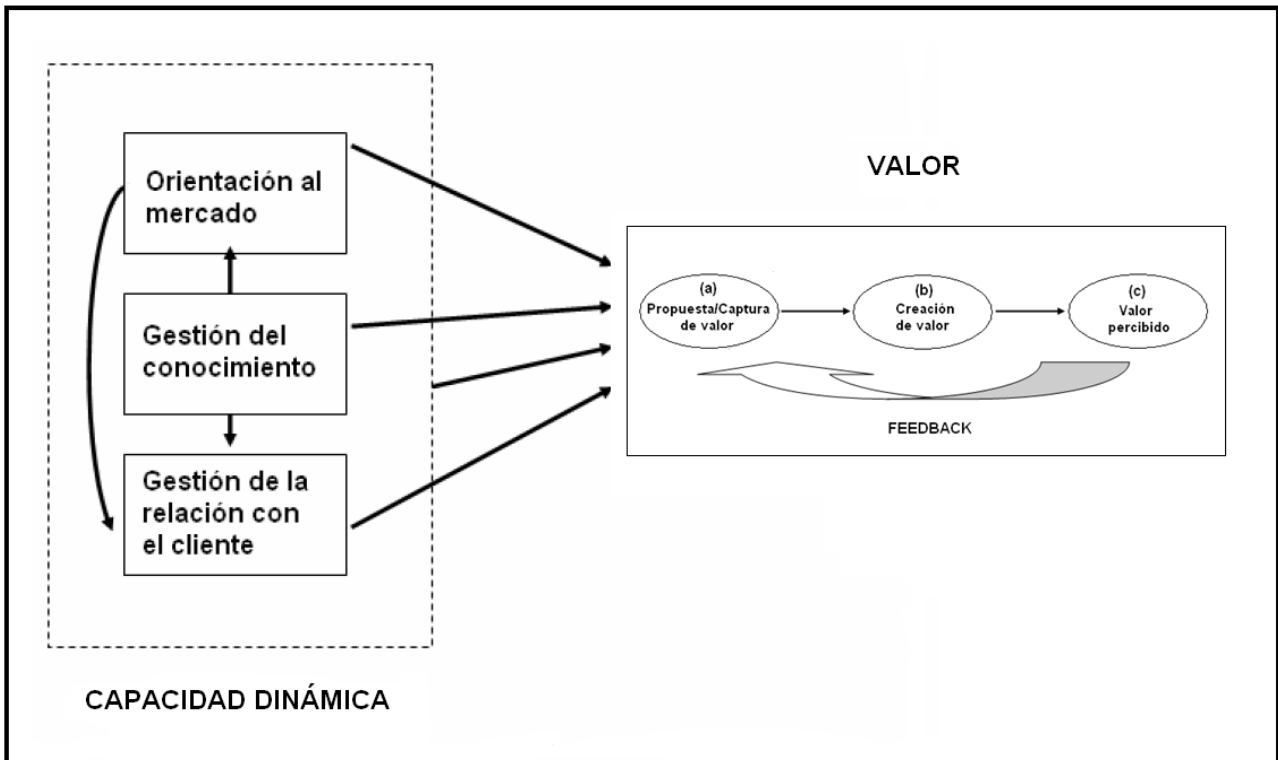 Orientación al
mercado
Gestión del
conocimiento
Gestión de la
relación con
el cliente
CAPACIDAD DINÁMICA
VALOR
(a)
Propuesta/Captura
de valor
(b)
Creación
de valor
(c)
Valor
percibido
FEEDBACK